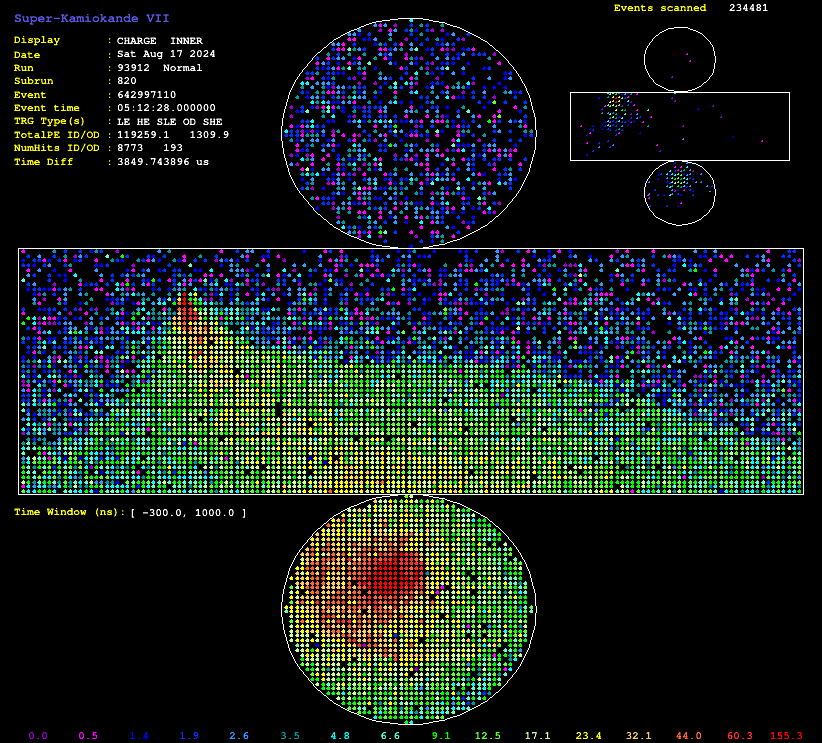 Super-Kamiokande VII
Events scanned 234481
Display : CHARGE INNER
Date : Sat Aug 17 2024
Run : 93912 Normal
Subrun : 820
Event : 642997110
Event time : 05:12:28.000000
TRG Type(s) : LE HE SLE OD SHE
TotalPE ID/OD : 119259.1 1309.9
NumHits ID/OD : 8773 193
Time Diff : 3849.743896 us
Time Window (ns): [ -300.0, 1000.0 ]
0.0 0.5 1.4 1.9 2.6 3.5 4.8 6.6 9.1 12.5 17.1 23.4 32.1 44.0 60.3 155.3